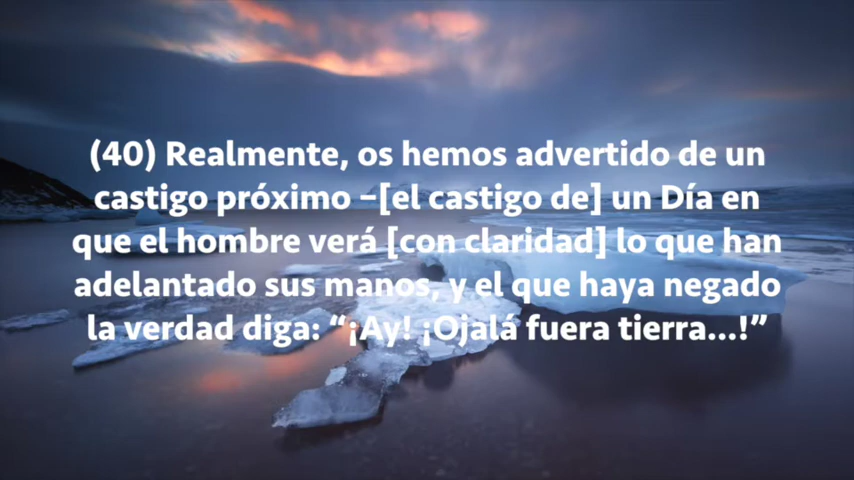 (40) Realmente, os hemos advertido de un
castigo próximo –[el castigo de] un Día en
que el hombre verá [con claridad] lo que han
adelantado sus manos, y el que haya negado
la verdad diga: “¡Ay! ¡Ojalá fuera tierra...!”